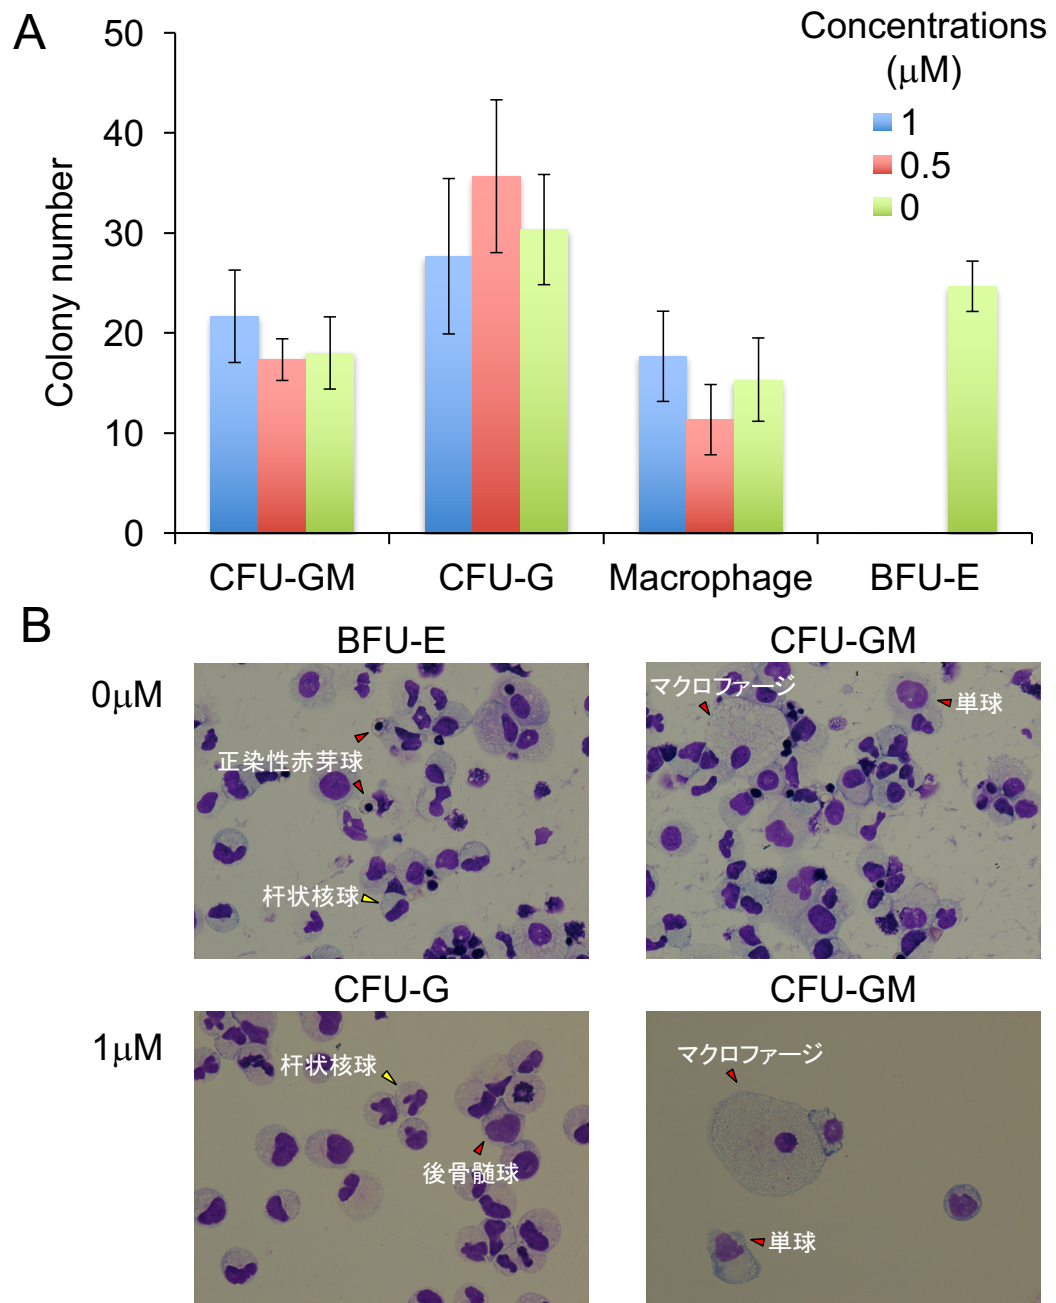 A
Concentrations
(μM)
1
0.5
0
Colony number
50
40
30
20
10
0
CFU-GM
CFU-G
Macrophage
BFU-E
B
BFU-E
CFU-GM
0μM
マクロファージ
単球
正染性赤芽球
杆状核球
CFU-G
CFU-GM
1μM
杆状核球
後骨髄球
マクロファージ
単球